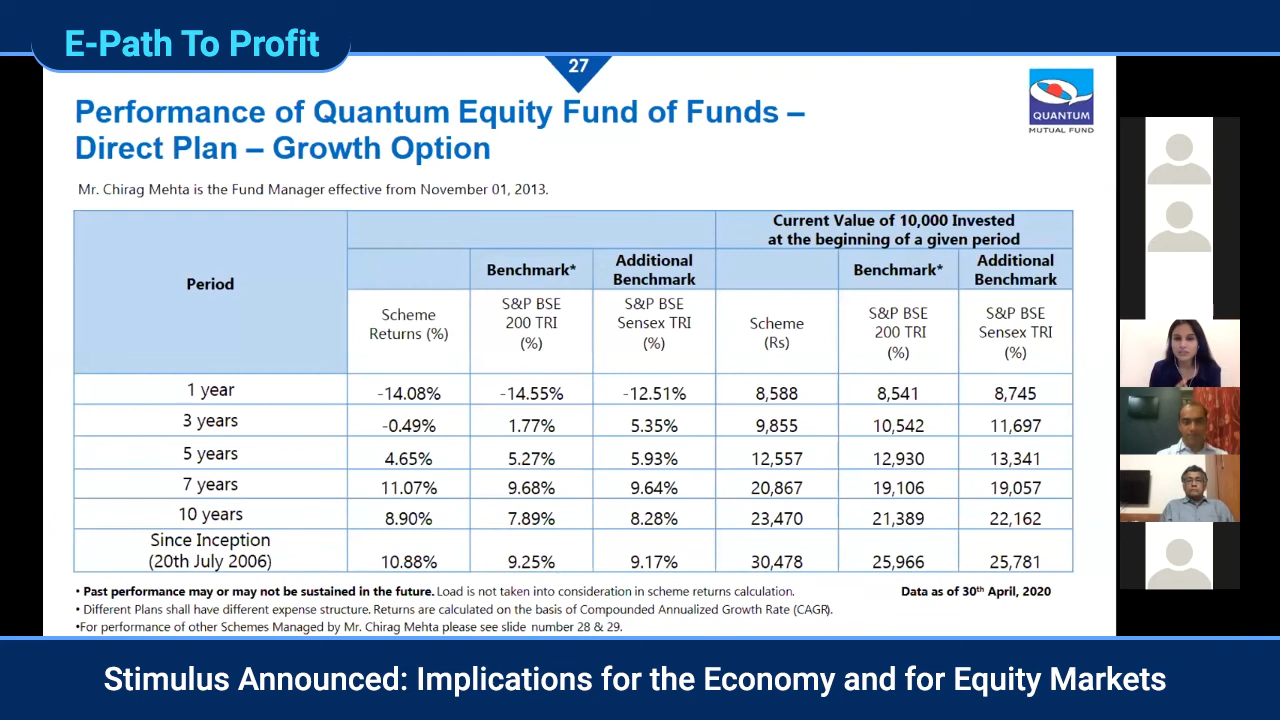 E-Path To Profit
27
Performance of Quantum Equity Fund of Funds –
Direct Plan – Growth Option
QUANTUM
MUTUAL FUND
Mr. Chirag Mehta is the Fund Manager effective from November 01, 2013.
Period
Current Value of 10,000 Invested
at the beginning of a given period
Benchmark*
Additional
Benchmark
Benchmark*
Additional
Benchmark
Scheme
Returns (%)
S&P BSE
200 TRI
(%)
S&P BSE
Sensex TRI
(%)
Scheme
(Rs)
S&P BSE
200 TRI
(%)
S&P BSE
Sensex TRI
(%)
1 year -14.08% -14.55% -12.51% 8,588 8,541 8,745
3 years -0.49% 1.77% 5.35% 9,855 10,542 11,697
5 years 4.65% 5.27% 5.93% 12,557 12,930 13,341
7 years 11.07% 9.68% 9.64% 20,867 19,106 19,057
10 years 8.90% 7.89% 8.28% 23,470 21,389 22,162
Since Inception
(20th July 2006) 10.88% 9.25% 9.17% 30,478 25,966 25,781
• Past performance may or may not be sustained in the future. Load is not taken into consideration in scheme returns calculation.
Data as of 30th April, 2020
• Different Plans shall have different expense structure. Returns are calculated on the basis of Compounded Annualized Growth Rate (CAGR).
•For performance of other Schemes Managed by Mr. Chirag Mehta please see slide number 28 & 29.
Stimulus Announced: Implications for the Economy and for Equity Markets